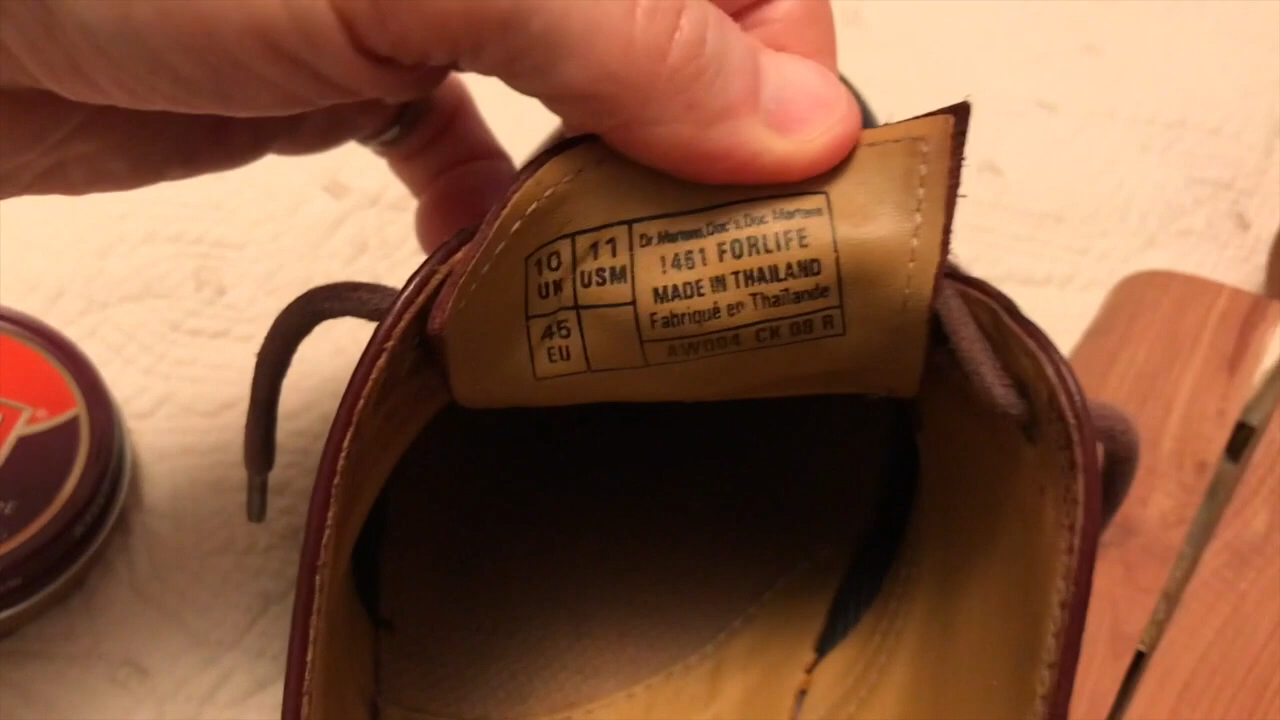 10 UK
11 USM
45 EU
Dr. Martens, Doc's, Doc Martens
1461 FORLIFE
MADE IN THAILAND
Fabriqué en Thaïlande
AW004 CK 08 R